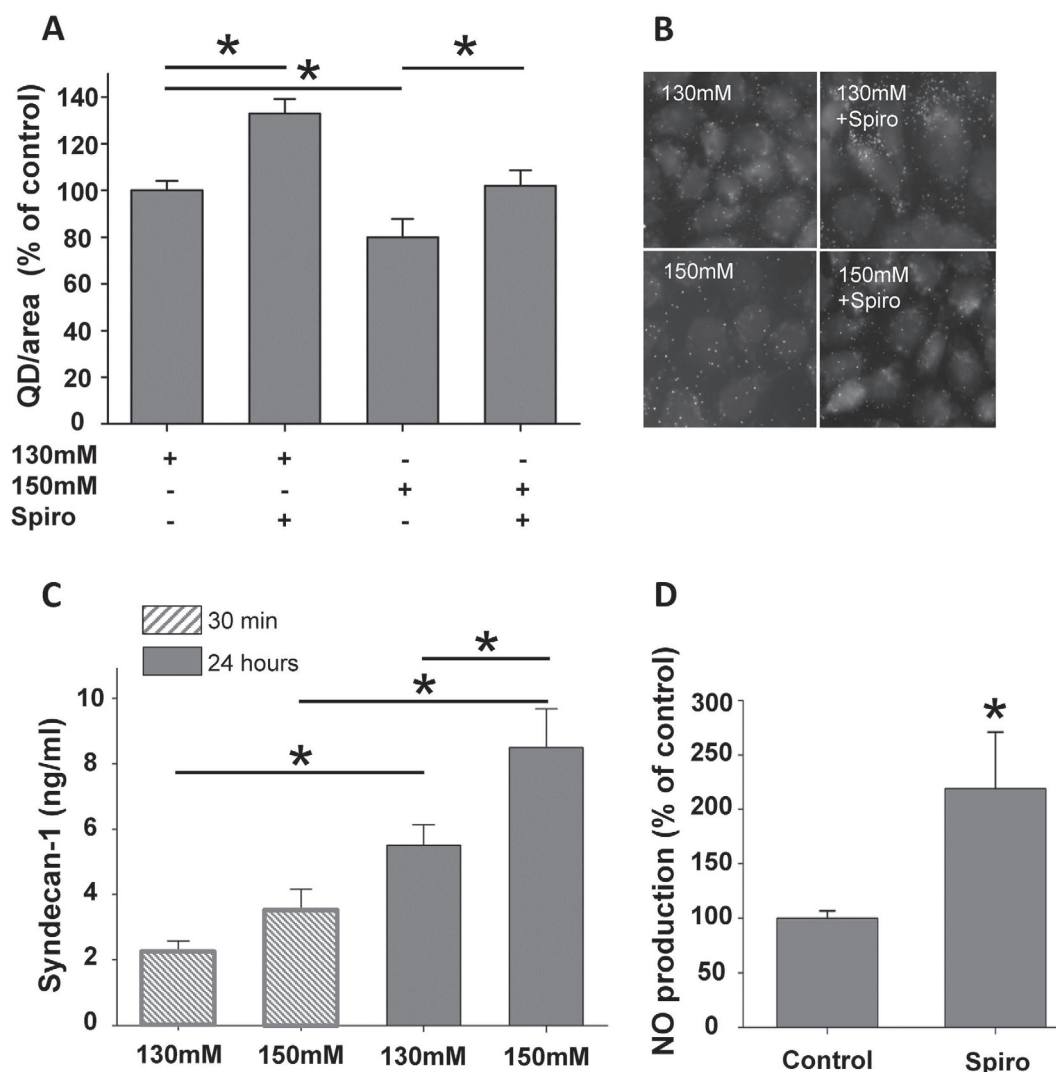 A
*
*
*
QD/area (% of control)
140
120
100
80
60
40
20
0
130mM + + - -
150mM - - + +
Spiro - + - +
B
130mM
130mM
+Spiro
150mM
150mM
+Spiro
C
30 min
24 hours
*
*
*
Syndecan-1 (ng/ml)
10
8
6
4
2
0
130mM 150mM 130mM 150mM
D
*
NO production (% of control)
300
250
200
150
100
50
0
Control Spiro